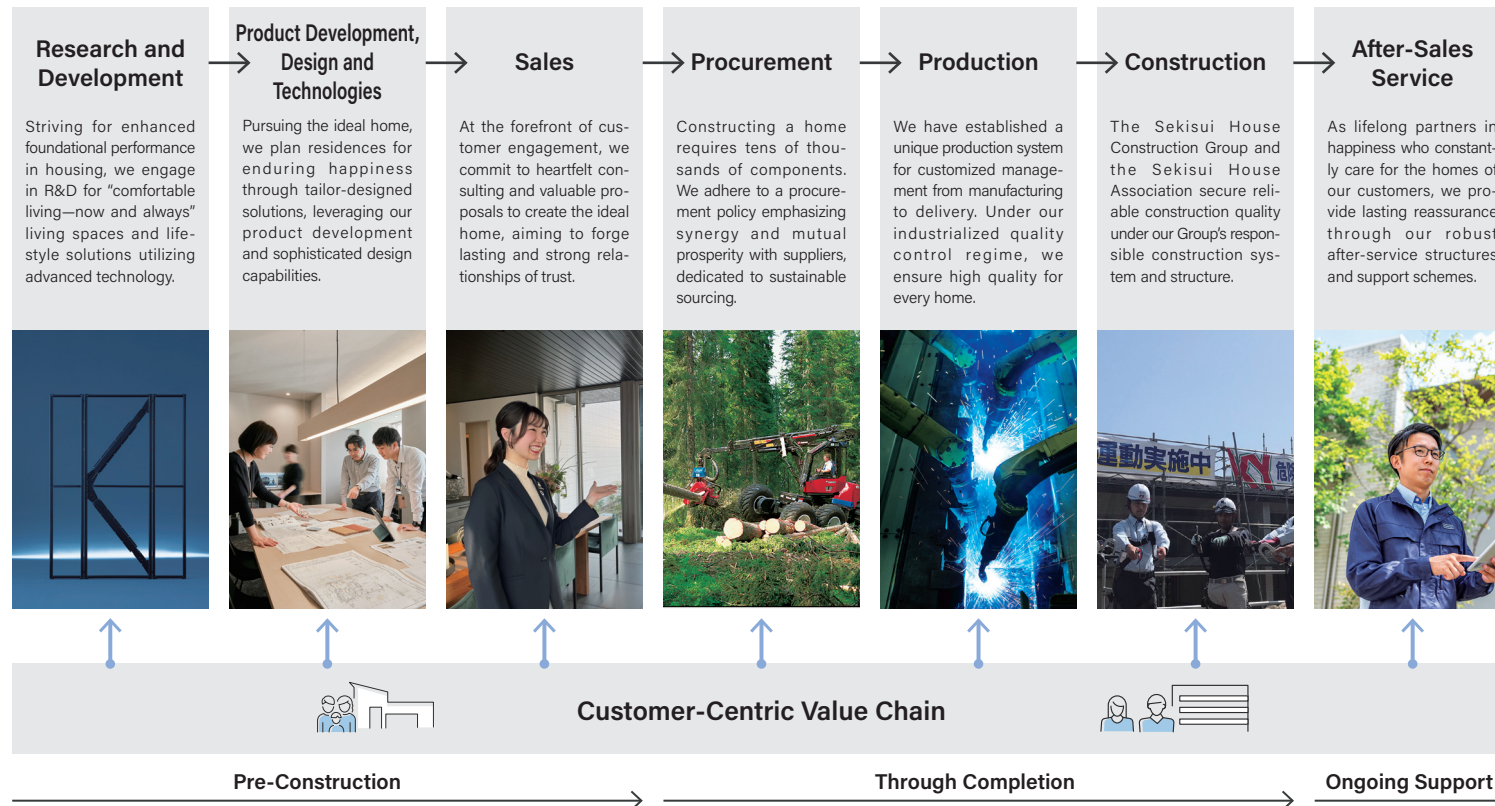 Research and
Development
Striving for enhanced
foundational performance
in housing, we engage
in R&D for “comfortable
living—now and always”
living spaces and life-
style solutions utilizing
advanced technology.
Product Development,
Design and
Technologies
Pursuing the ideal home,
we plan residences for
enduring happiness
through tailor-designed
solutions, leveraging our
product development
and sophisticated design
capabilities.
Sales
At the forefront of cus-
tomer engagement, we
commit to heartfelt con-
sulting and valuable pro-
posals to create the ideal
home, aiming to forge
lasting and strong rela-
tionships of trust.
Procurement
Constructing a home
requires tens of thou-
sands of components.
We adhere to a procure-
ment policy emphasizing
synergy and mutual
prosperity with suppliers,
dedicated to sustainable
sourcing.
Production
We have established a
unique production system
for customized manage-
ment from manufacturing
to delivery. Under our
industrialized quality
control regime, we
ensure high quality for
every home.
Construction
The Sekisui House
Construction Group and
the Sekisui House
Association secure reli-
able construction quality
under our Group’s respon-
sible construction sys-
tem and structure.
After-Sales
Service
As lifelong partners in
happiness who constant-
ly care for the homes of
our customers, we pro-
vide lasting reassurance
through our robust
after-service structures
and support schemes.
運動実施中 KY 危険
Customer-Centric Value Chain
Pre-Construction
Through Completion
Ongoing Support